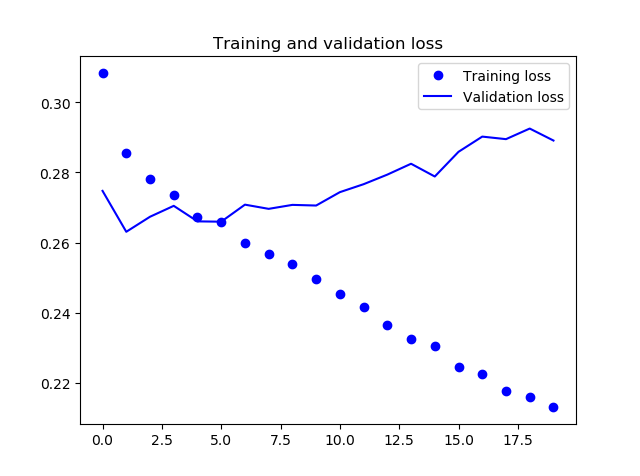 Training and validation loss
Training loss
Validation loss
0.30
0.28
0.26
0.24
0.22
0.0 2.5 5.0 7.5 10.0 12.5 15.0 17.5